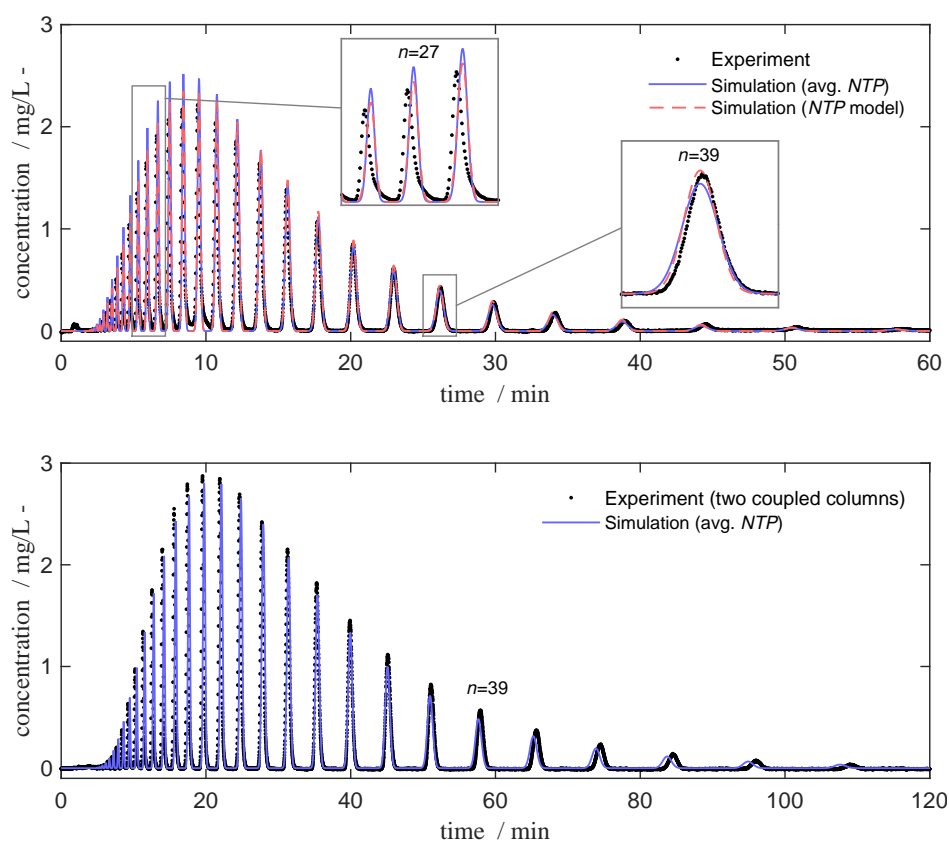 3
2
1
0
concentration / mg/L -
n=27
Experiment
Simulation (avg. NTP)
Simulation (NTP model)
n=39
0 10 20 30 40 50 60
time / min
3
2
1
0
concentration / mg/L -
Experiment (two coupled columns)
Simulation (avg. NTP)
n=39
0 20 40 60 80 100 120
time / min